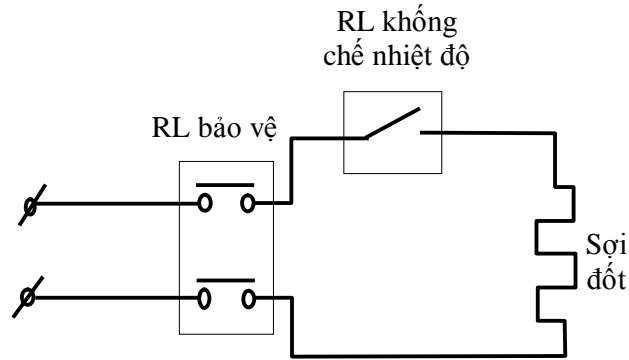 RL khống
chế nhiệt độ
RL bảo vệ
Sợi
đốt